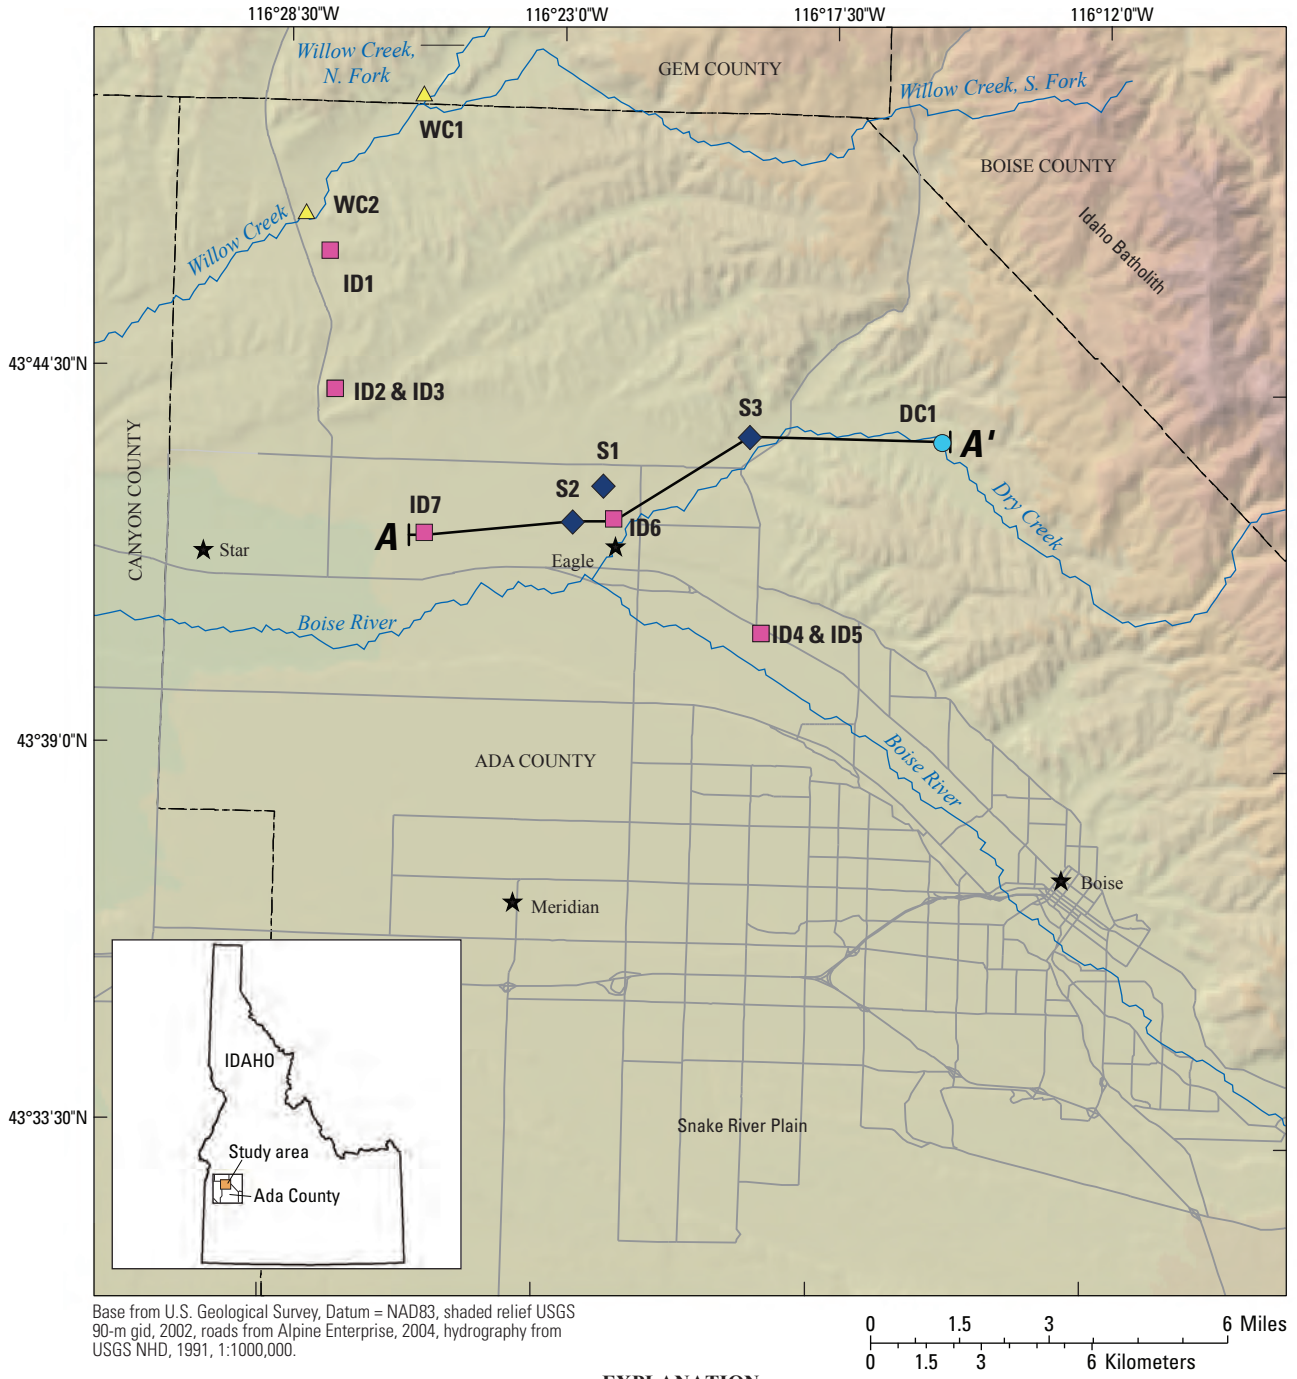 116°28'30"W 116°23'0"W 116°17'30"W 116°12'0"W
Willow Creek,
N. Fork
GEM COUNTY
Willow Creek, S. Fork
WC1
BOISE COUNTY
WC2
Idaho Batholith
Willow Creek
ID1
43°44'30"N
ID2 & ID3
S3
DC1
A'
CANYON COUNTY
S1
S2
ID7
Dry Creek
A
ID6
Star
Eagle
Boise River
ID4 & ID5
43°39'0"N
ADA COUNTY
Boise River
Boise
Meridian
IDAHO
43°33'30"N
Snake River Plain
Study area
Ada County
Base from U.S. Geological Survey, Datum = NAD83, shaded relief USGS
90-m gid, 2002, roads from Alpine Enterprise, 2004, hydrography from
USGS NHD, 1991, 1:1000,000.
0 1.5 3 6 Miles
0 1.5 3 6 Kilometers
EXPLANATION